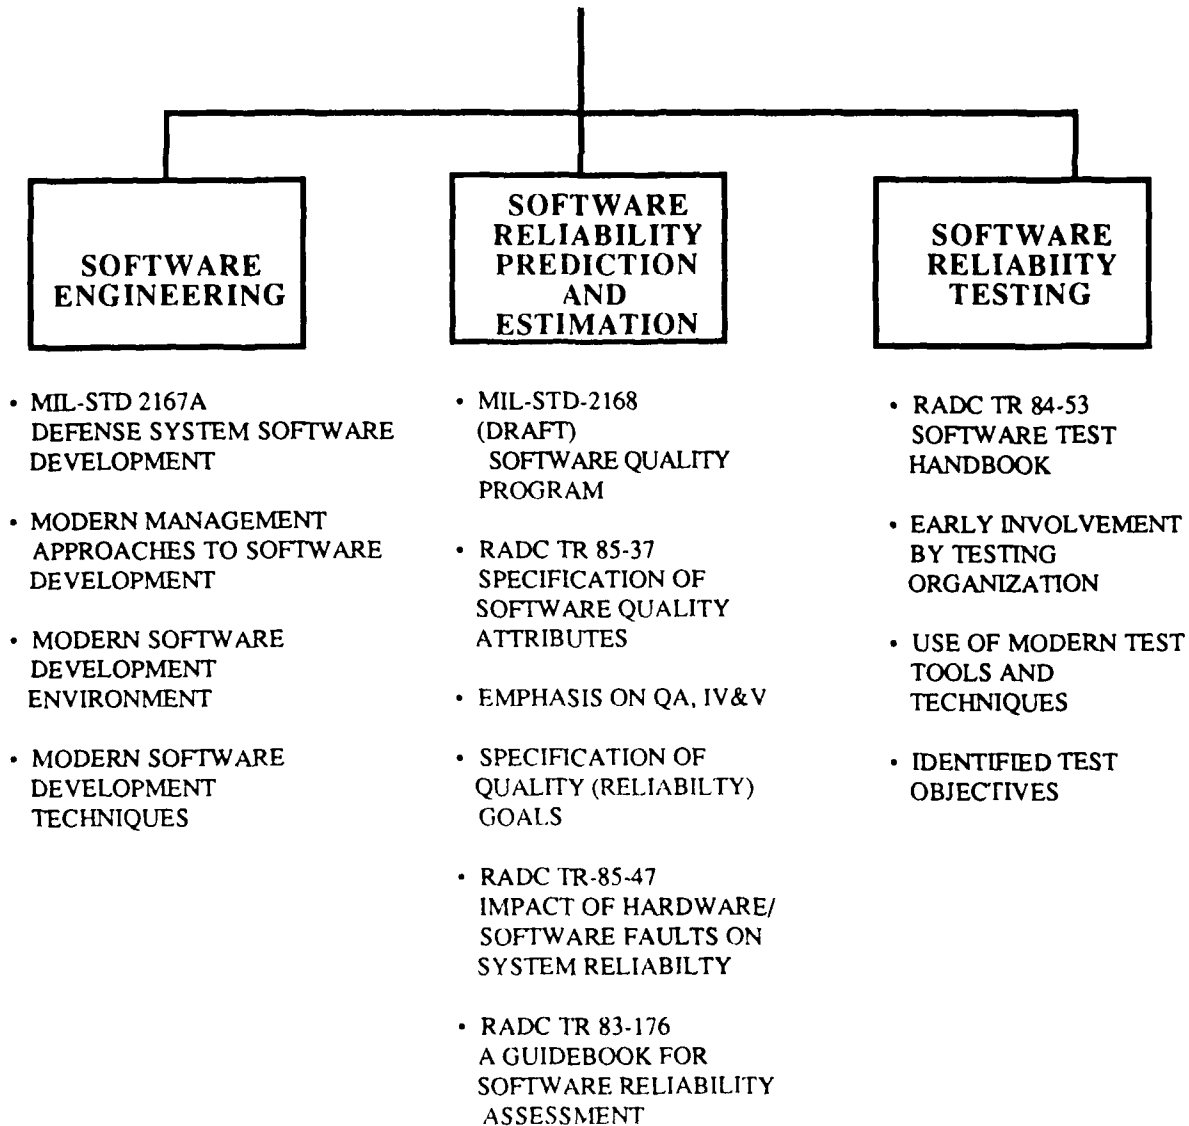 SOFTWARE
ENGINEERING
• MIL-STD 2167A
DEFENSE SYSTEM SOFTWARE
DEVELOPMENT
• MODERN MANAGEMENT
APPROACHES TO SOFTWARE
DEVELOPMENT
• MODERN SOFTWARE
DEVELOPMENT
ENVIRONMENT
• MODERN SOFTWARE
DEVELOPMENT
TECHNIQUES
SOFTWARE
RELIABILITY
PREDICTION
AND
ESTIMATION
• MIL-STD-2168
(DRAFT)
SOFTWARE QUALITY
PROGRAM
• RADC TR 85-37
SPECIFICATION OF
SOFTWARE QUALITY
ATTRIBUTES
• EMPHASIS ON QA, IV&V
• SPECIFICATION OF
QUALITY (RELIABILTY)
GOALS
• RADC TR-85-47
IMPACT OF HARDWARE/
SOFTWARE FAULTS ON
SYSTEM RELIABILTY
• RADC TR 83-176
A GUIDEBOOK FOR
SOFTWARE RELIABILITY
ASSESSMENT
SOFTWARE
RELIABIITY
TESTING
• RADC TR 84-53
SOFTWARE TEST
HANDBOOK
• EARLY INVOLVEMENT
BY TESTING
ORGANIZATION
• USE OF MODERN TEST
TOOLS AND
TECHNIQUES
• IDENTIFIED TEST
OBJECTIVES